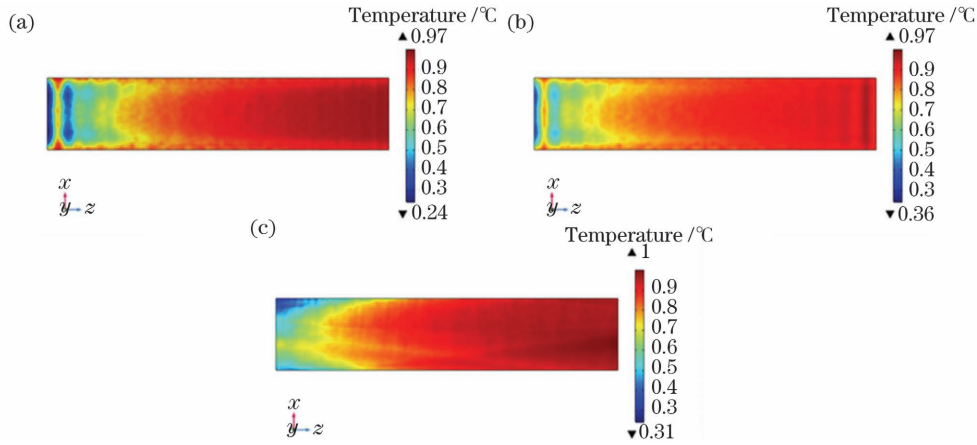 (a)
Temperature /℃
▲ 0.97
0.9
0.8
0.7
0.6
0.5
0.4
0.3
▼ 0.24
x
y z
(b)
Temperature /℃
▲ 0.97
0.9
0.8
0.7
0.6
0.5
0.4
0.3
▼ 0.36
x
y z
(c)
Temperature /℃
▲ 1
0.9
0.8
0.7
0.6
0.5
0.4
0.3
▼ 0.31
x
y z